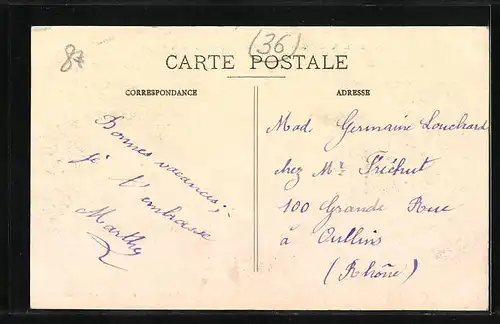 87
(36)
CARTE POSTALE
CORRESPONDANCE
ADRESSE
Bonnes vacances;
je t'embrasse
Marthe
Mad. Germaine Louchard
chez Mr. Fréchut
100 Grande Rue
à Oullins
(Rhône)